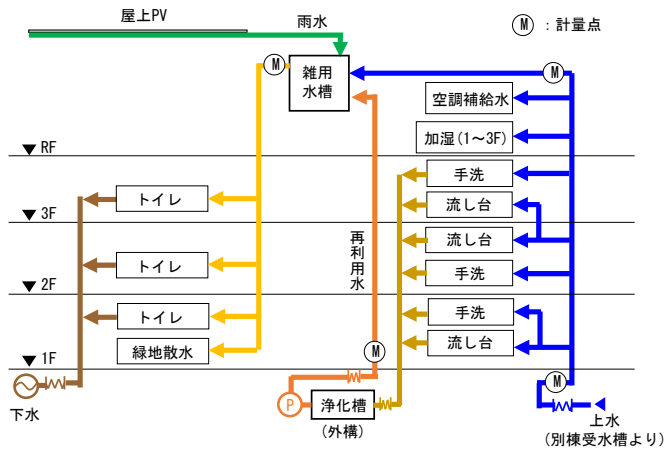 屋上PV
雨水
M
：計量点
M
雑用
水槽
M
空調補給水
加湿(1～3F)
▼ RF
手洗
トイレ
流し台
▼ 3F
再利用水
流し台
トイレ
手洗
▼ 2F
手洗
トイレ
流し台
緑地散水
M
▼ 1F
M
P
浄化槽
下水
(外構)
上水
(別棟受水槽より)